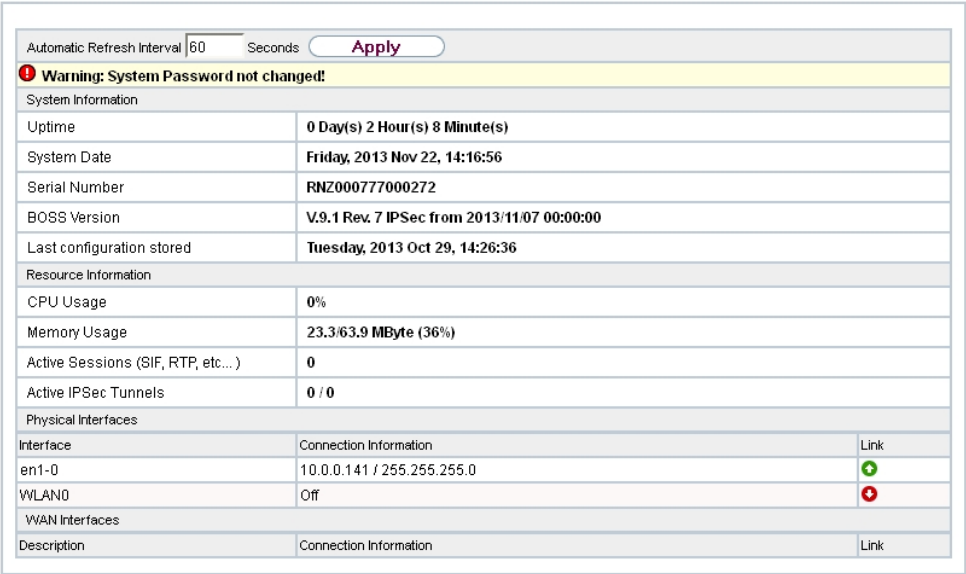 Automatic Refresh Interval 60 Seconds Apply
Warning: System Password not changed!
System Information
Uptime 0 Day(s) 2 Hour(s) 8 Minute(s)
System Date Friday, 2013 Nov 22, 14:16:56
Serial Number RNZ000777000272
BOSS Version V.9.1 Rev. 7 IPSec from 2013/11/07 00:00:00
Last configuration stored Tuesday, 2013 Oct 29, 14:26:36
Resource Information
CPU Usage 0%
Memory Usage 23.3/63.9 MByte (36%)
Active Sessions (SIF, RTP, etc... ) 0
Active IPSec Tunnels 0 / 0
Physical Interfaces
Interface Connection Information Link
en1-0 10.0.0.141 / 255.255.255.0
WLAN0 Off
WAN Interfaces
Description Connection Information Link